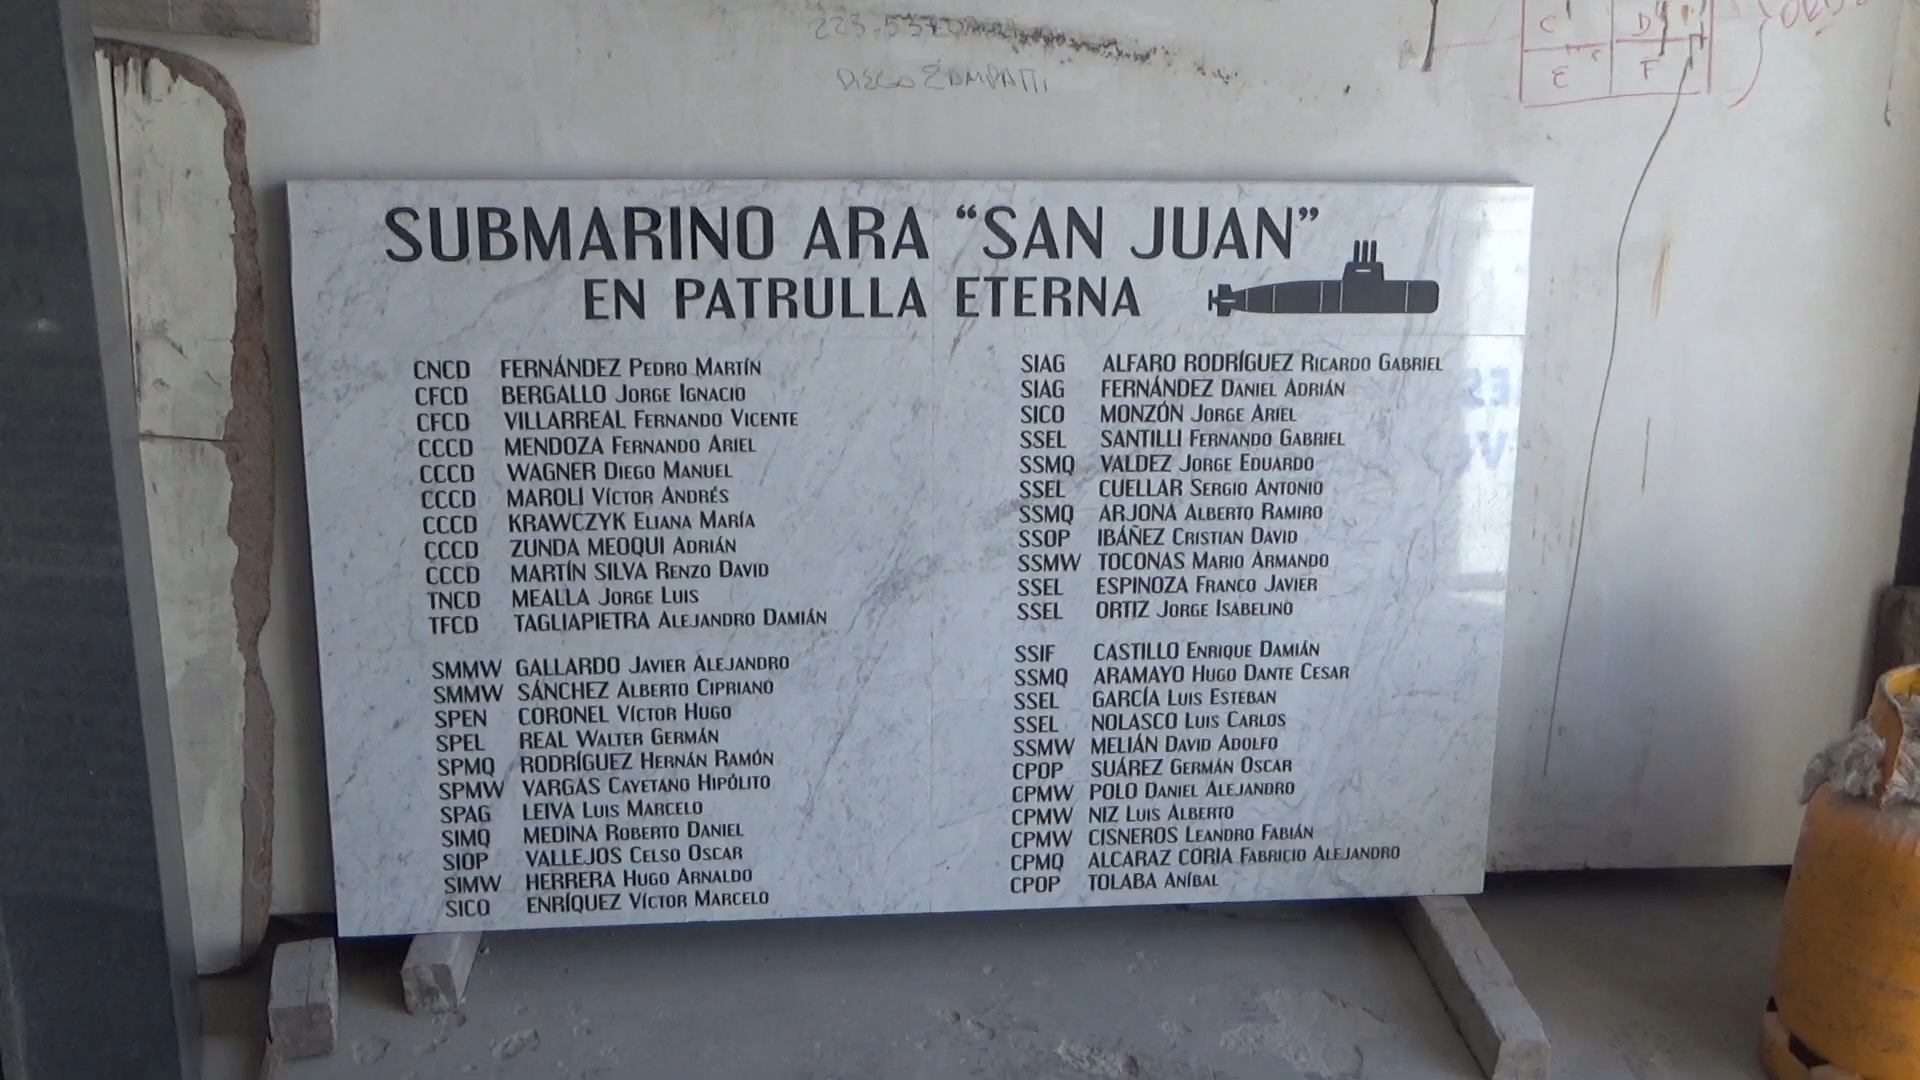 DIEGO ZAMPATTI
C
D
E
F
SUBMARINO ARA “SAN JUAN”
EN PATRULLA ETERNA
CNCD FERNÁNDEZ PEDRO MARTÍN
CFCD BERGALLO JORGE IGNACIO
CFCD VILLARREAL FERNANDO VICENTE
CCCD MENDOZA FERNANDO ARIEL
CCCD WAGNER DIEGO MANUEL
CCCD MAROLI VÍCTOR ANDRÉS
CCCD KRAWCZYK ELIANA MARÍA
CCCD ZUNDA MEOQUI ADRIÁN
CCCD MARTÍN SILVA RENZO DAVID
TNCD MEALLA JORGE LUIS
TFCD TAGLIAPIETRA ALEJANDRO DAMIÁN
SMMW GALLARDO JAVIER ALEJANDRO
SMMW SÁNCHEZ ALBERTO CIPRIANO
SPEN CORONEL VÍCTOR HUGO
SPEL REAL WALTER GERMÁN
SPMQ RODRÍGUEZ HERNÁN RAMÓN
SPMW VARGAS CAYETANO HIPÓLITO
SPAG LEIVA LUIS MARCELO
SIMQ MEDINA ROBERTO DANIEL
SIOP VALLEJOS CELSO OSCAR
SIMW HERRERA HUGO ARNALDO
SICO ENRÍQUEZ VÍCTOR MARCELO
SIAG ALFARO RODRÍGUEZ RICARDO GABRIEL
SIAG FERNÁNDEZ DANIEL ADRIÁN
SICO MONZÓN JORGE ARIEL
SSEL SANTILLI FERNANDO GABRIEL
SSMQ VALDEZ JORGE EDUARDO
SSEL CUELLAR SERGIO ANTONIO
SSMQ ARJONA ALBERTO RAMIRO
SSOP IBÁÑEZ CRISTIAN DAVID
SSMW TOCONAS MARIO ARMANDO
SSEL ESPINOZA FRANCO JAVIER
SSEL ORTIZ JORGE ISABELINO
SSIF CASTILLO ENRIQUE DAMIÁN
SSMQ ARAMAYO HUGO DANTE CESAR
SSEL GARCÍA LUIS ESTEBAN
SSEL NOLASCO LUIS CARLOS
SSMW MELIÁN DAVID ADOLFO
CPOP SUÁREZ GERMÁN OSCAR
CPMW POLO DANIEL ALEJANDRO
CPMW NIZ LUIS ALBERTO
CPMW CISNEROS LEANDRO FABIÁN
CPMQ ALCARAZ CORIA FABRICIO ALEJANDRO
CPOP TOLABA ANÍBAL